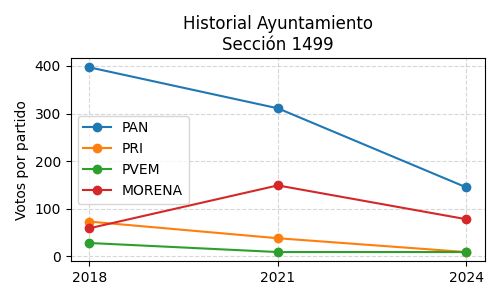 Historial Ayuntamiento
Sección 1499
Votos por partido
400
300
200
100
0
PAN
PRI
PVEM
MORENA
2018 2021 2024